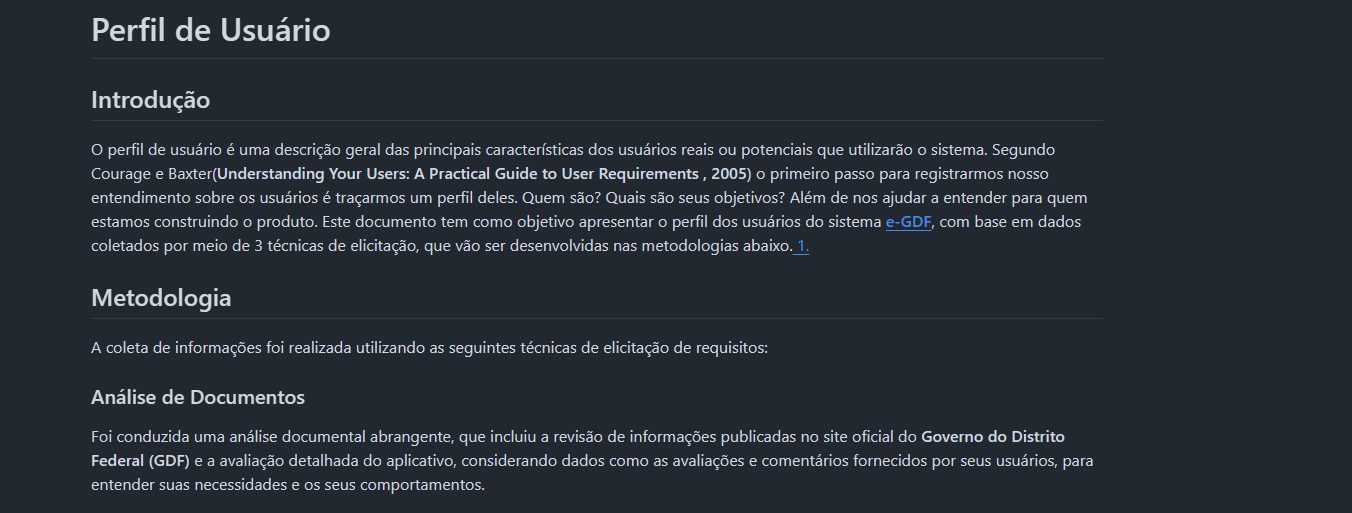 Perfil de Usuário
Introdução
O perfil de usuário é uma descrição geral das principais características dos usuários reais ou potenciais que utilizarão o sistema. Segundo
Courage e Baxter(Understanding Your Users: A Practical Guide to User Requirements , 2005) o primeiro passo para registrarmos nosso
entendimento sobre os usuários é traçarmos um perfil deles. Quem são? Quais são seus objetivos? Além de nos ajudar a entender para quem
estamos construindo o produto. Este documento tem como objetivo apresentar o perfil dos usuários do sistema e-GDF, com base em dados
coletados por meio de 3 técnicas de elicitação, que vão ser desenvolvidas nas metodologias abaixo. 1.
Metodologia
A coleta de informações foi realizada utilizando as seguintes técnicas de elicitação de requisitos:
Análise de Documentos
Foi conduzida uma análise documental abrangente, que incluiu a revisão de informações publicadas no site oficial do Governo do Distrito
Federal (GDF) e a avaliação detalhada do aplicativo, considerando dados como as avaliações e comentários fornecidos por seus usuários, para
entender suas necessidades e os seus comportamentos.